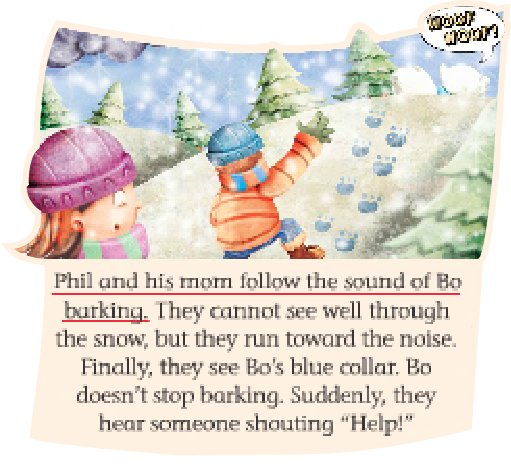 WOOF
WOOF!
Phil and his mom follow the sound of Bo
barking. They cannot see well through
the snow, but they run toward the noise.
Finally, they see Bo's blue collar. Bo
doesn't stop barking. Suddenly, they
hear someone shouting "Help!"